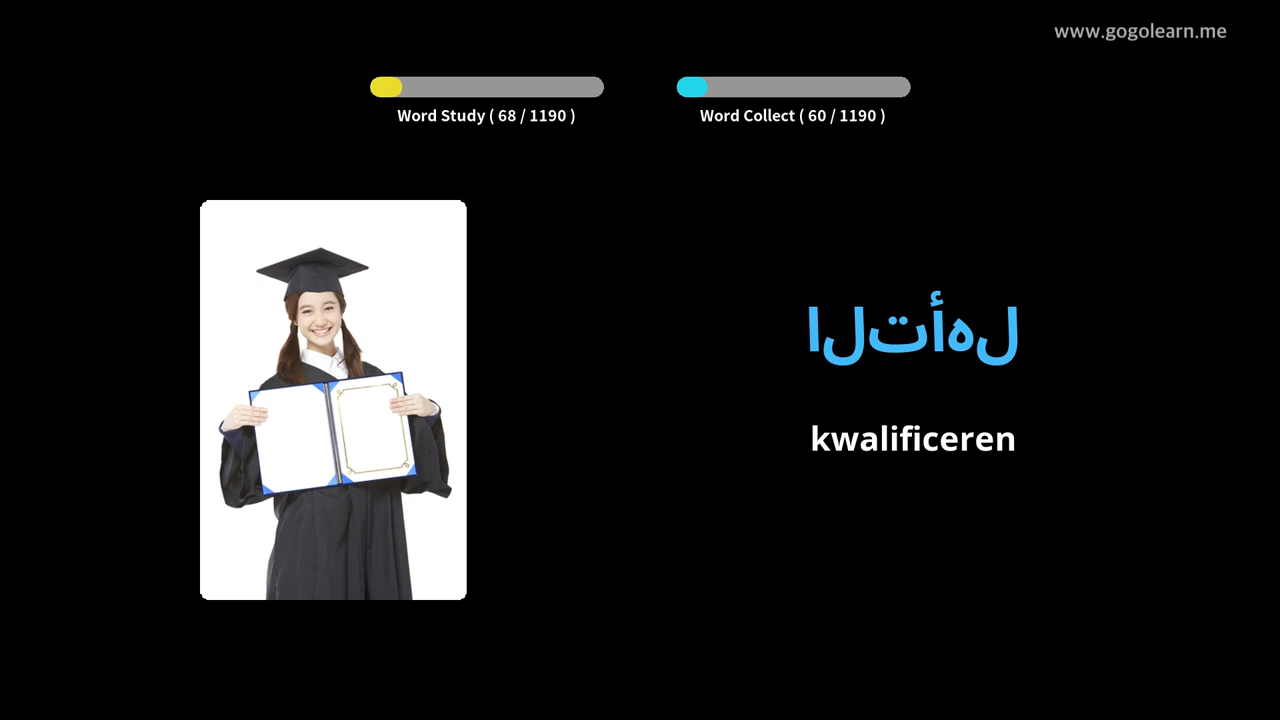 www.gogolearn.me
Word Study ( 68 / 1190 )
Word Collect ( 60 / 1190 )
التأهل
kwalificeren